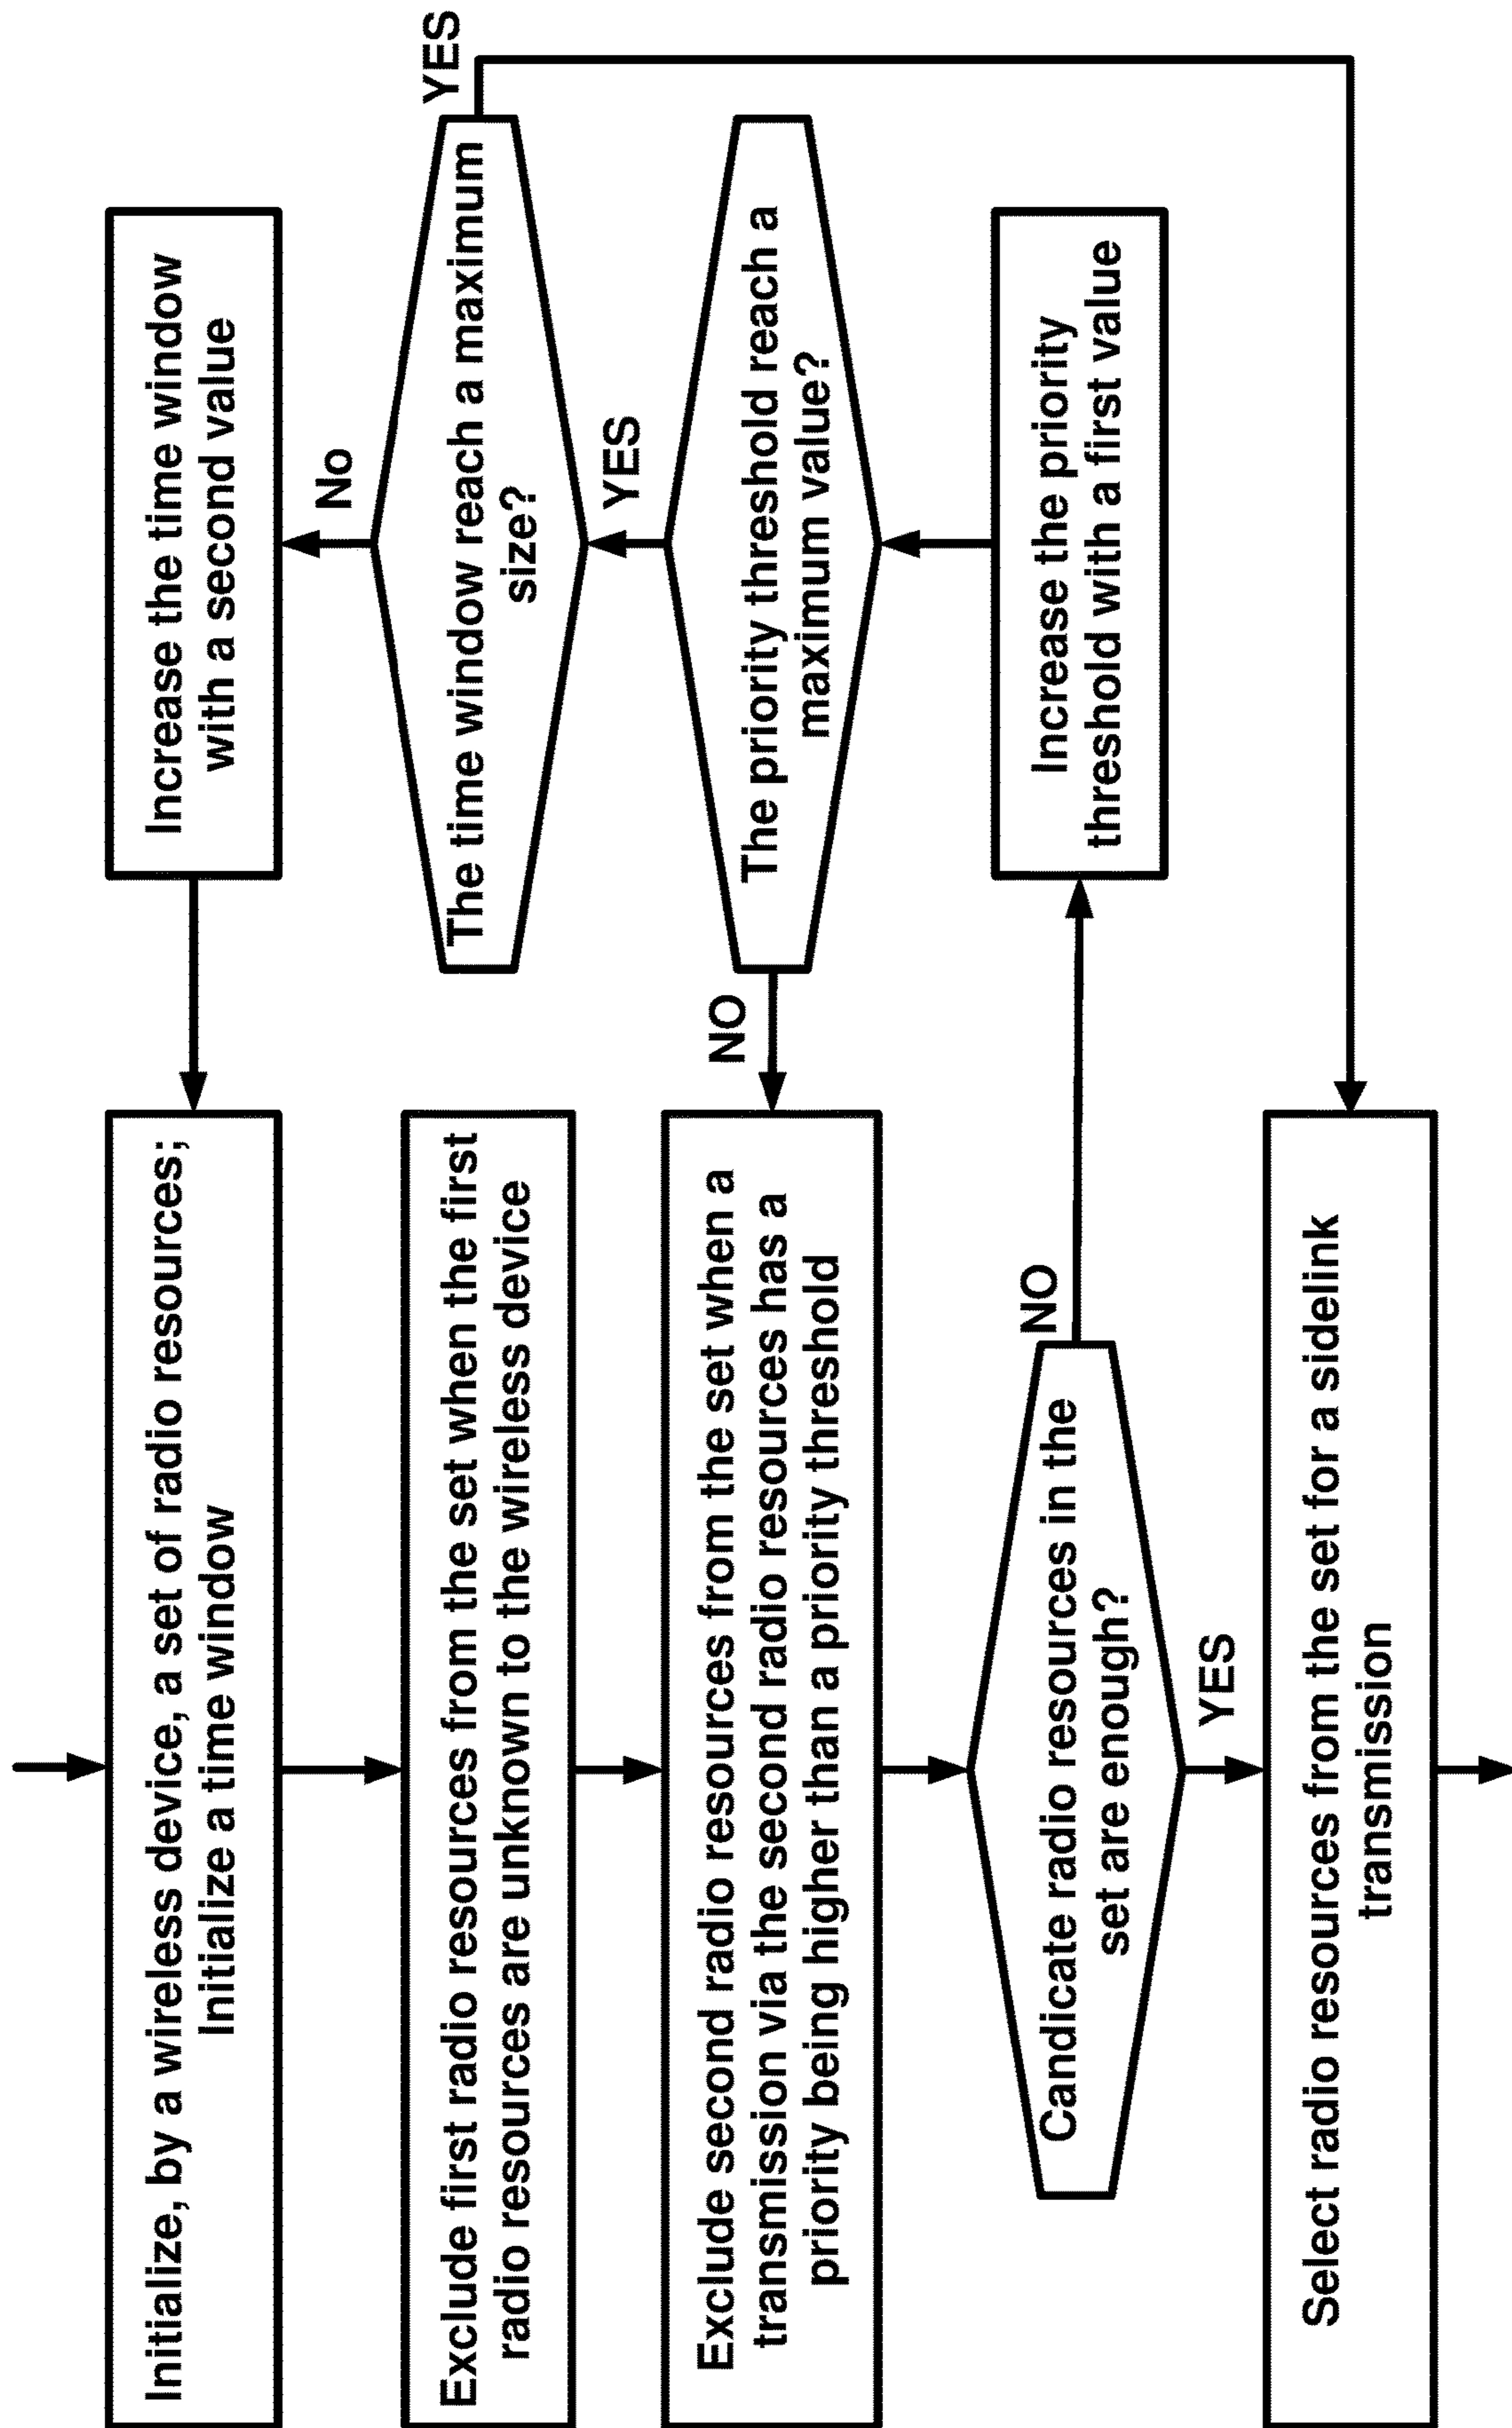 Initialize, by a wireless device, a set of radio resources;
Initialize a time window
Exclude first radio resources from the set when the first
radio resources are unknown to the wireless device
Exclude second radio resources from the set when a
transmission via the second radio resources has a
priority being higher than a priority threshold
Candicate radio resources in the
set are enough?
NO
YES
Select radio resources from the set for a sidelink
transmission
Increase the time window
with a second value
No
The time window reach a maximum
size?
YES
YES
The priority threshold reach a
maximum value?
NO
Increase the priority
threshold with a first value